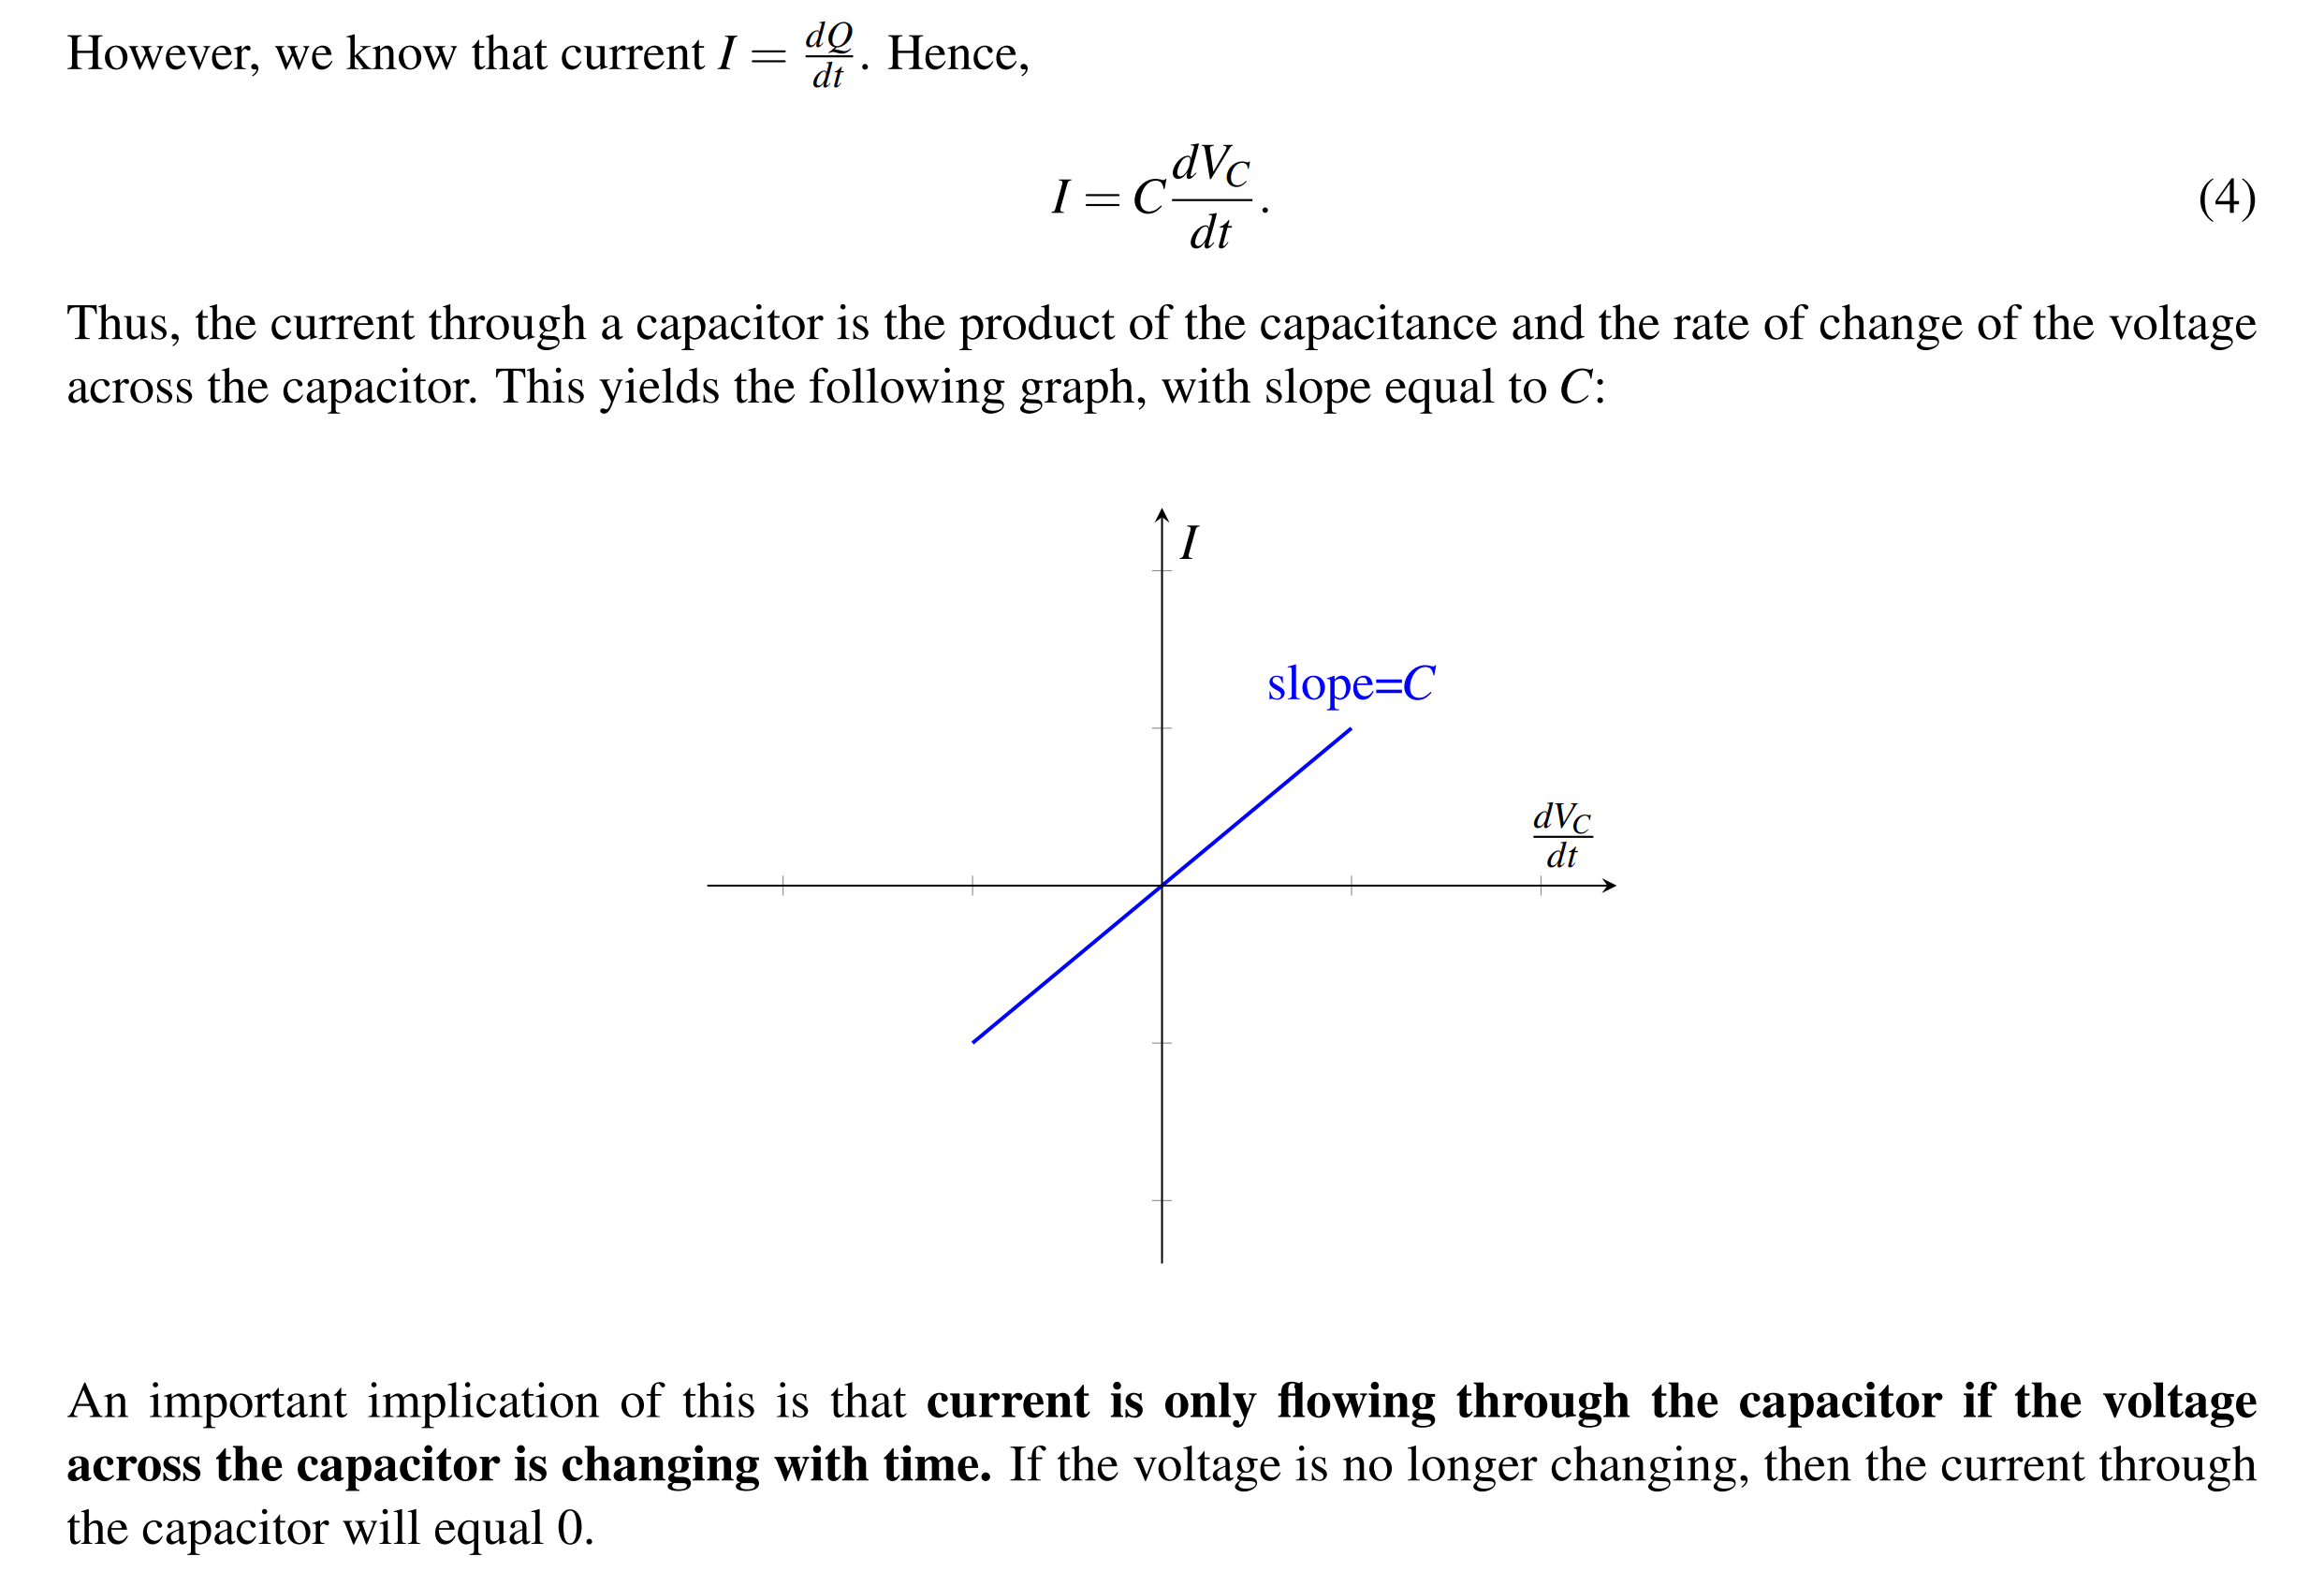 However, we know that current I = dQ/dt. Hence,
I = C dV_C/dt. (4)
Thus, the current through a capacitor is the product of the capacitance and the rate of change of the voltage
across the capacitor. This yields the following graph, with slope equal to C:
I
slope=C
dV_C/dt
An important implication of this is that current is only flowing through the capacitor if the voltage
across the capacitor is changing with time. If the voltage is no longer changing, then the current through
the capacitor will equal 0.